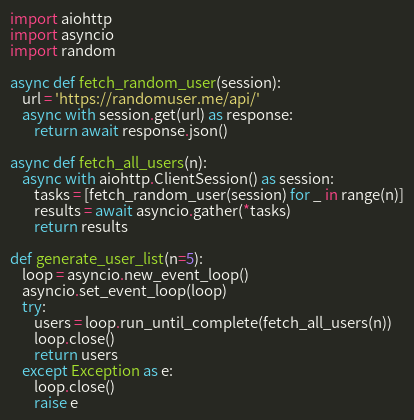 import aiohttp
import asyncio
import random

async def fetch_random_user(session):
    url = 'https://randomuser.me/api/'
    async with session.get(url) as response:
        return await response.json()

async def fetch_all_users(n):
    async with aiohttp.ClientSession() as session:
        tasks = [fetch_random_user(session) for _ in range(n)]
        results = await asyncio.gather(*tasks)
        return results

def generate_user_list(n=5):
    loop = asyncio.new_event_loop()
    asyncio.set_event_loop(loop)
    try:
        users = loop.run_until_complete(fetch_all_users(n))
        loop.close()
        return users
    except Exception as e:
        loop.close()
        raise e